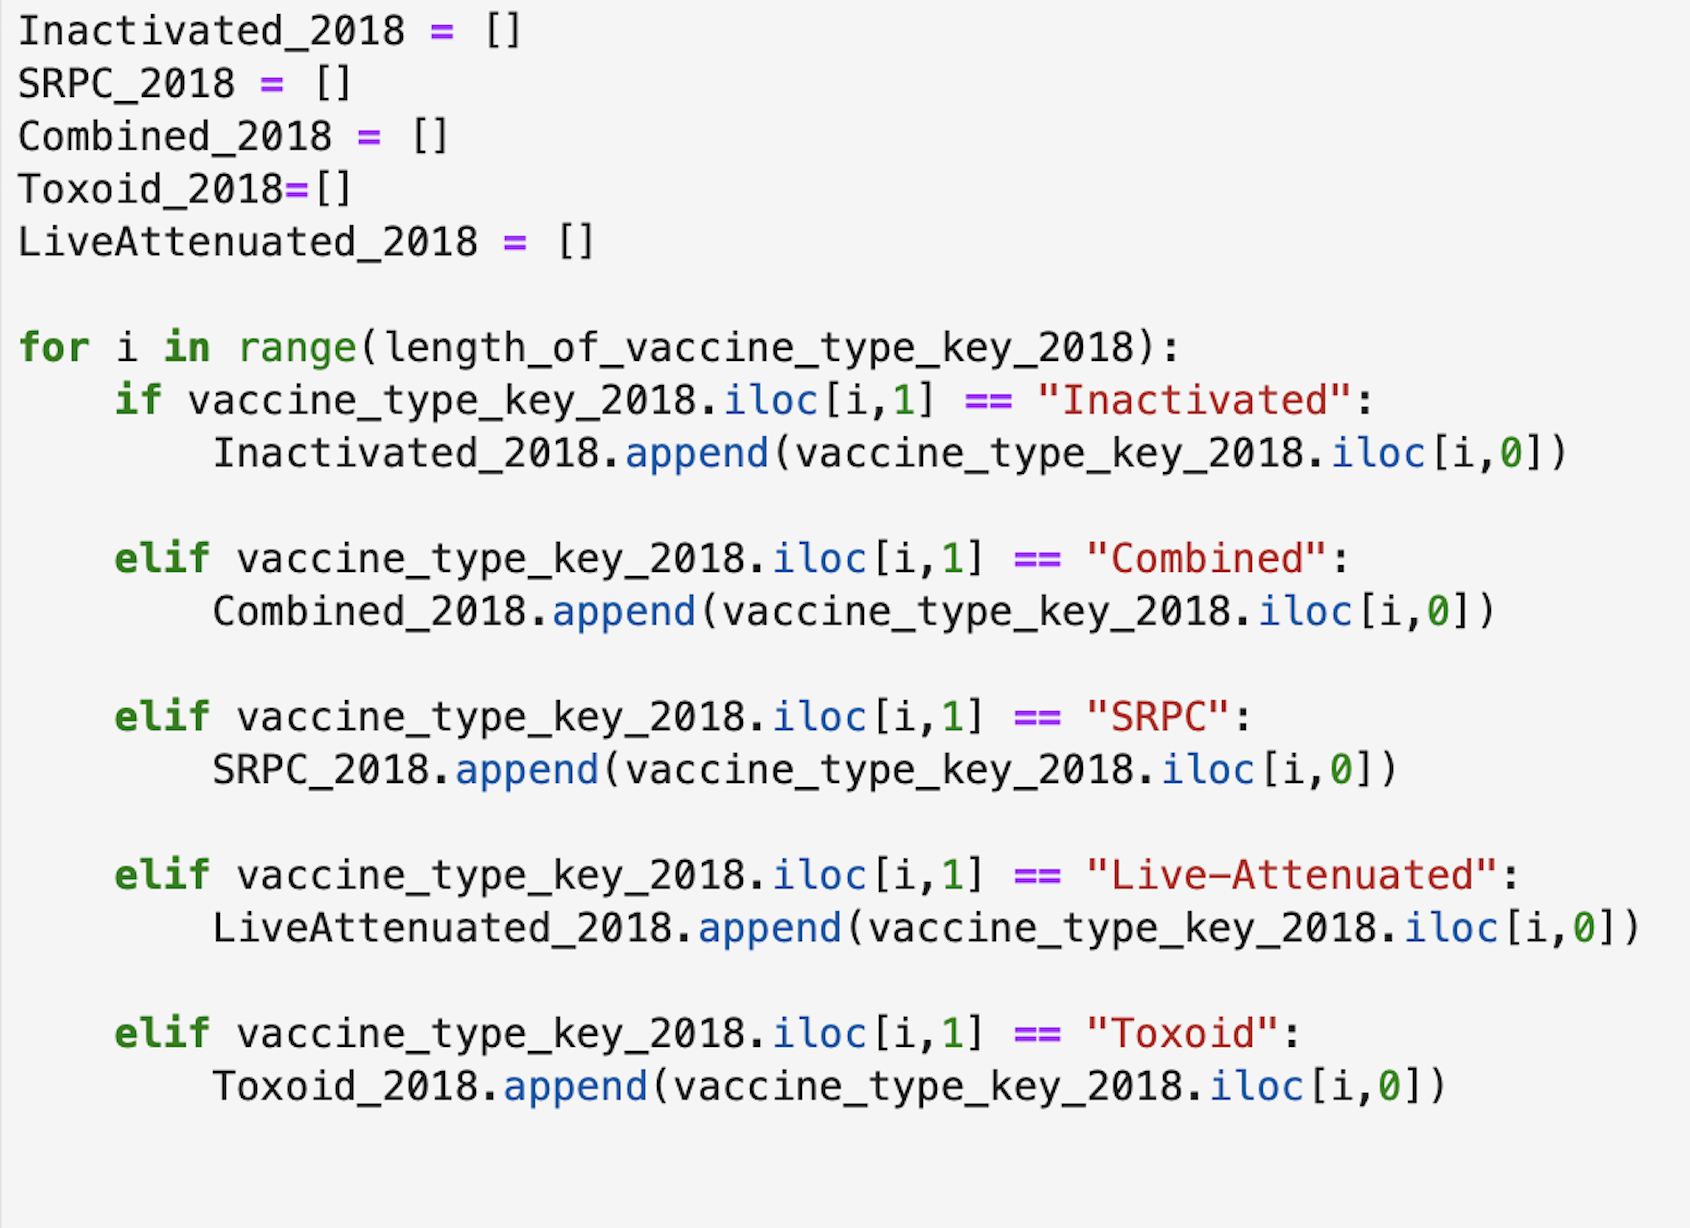 Inactivated_2018 = []
SRPC_2018 = []
Combined_2018 = []
Toxoid_2018=[]
LiveAttenuated_2018 = []
for i in range(length_of_vaccine_type_key_2018):
    if vaccine_type_key_2018.iloc[i,1] == "Inactivated":
        Inactivated_2018.append(vaccine_type_key_2018.iloc[i,0])
    elif vaccine_type_key_2018.iloc[i,1] == "Combined":
        Combined_2018.append(vaccine_type_key_2018.iloc[i,0])
    elif vaccine_type_key_2018.iloc[i,1] == "SRPC":
        SRPC_2018.append(vaccine_type_key_2018.iloc[i,0])
    elif vaccine_type_key_2018.iloc[i,1] == "Live-Attenuated":
        LiveAttenuated_2018.append(vaccine_type_key_2018.iloc[i,0])
    elif vaccine_type_key_2018.iloc[i,1] == "Toxoid":
        Toxoid_2018.append(vaccine_type_key_2018.iloc[i,0])